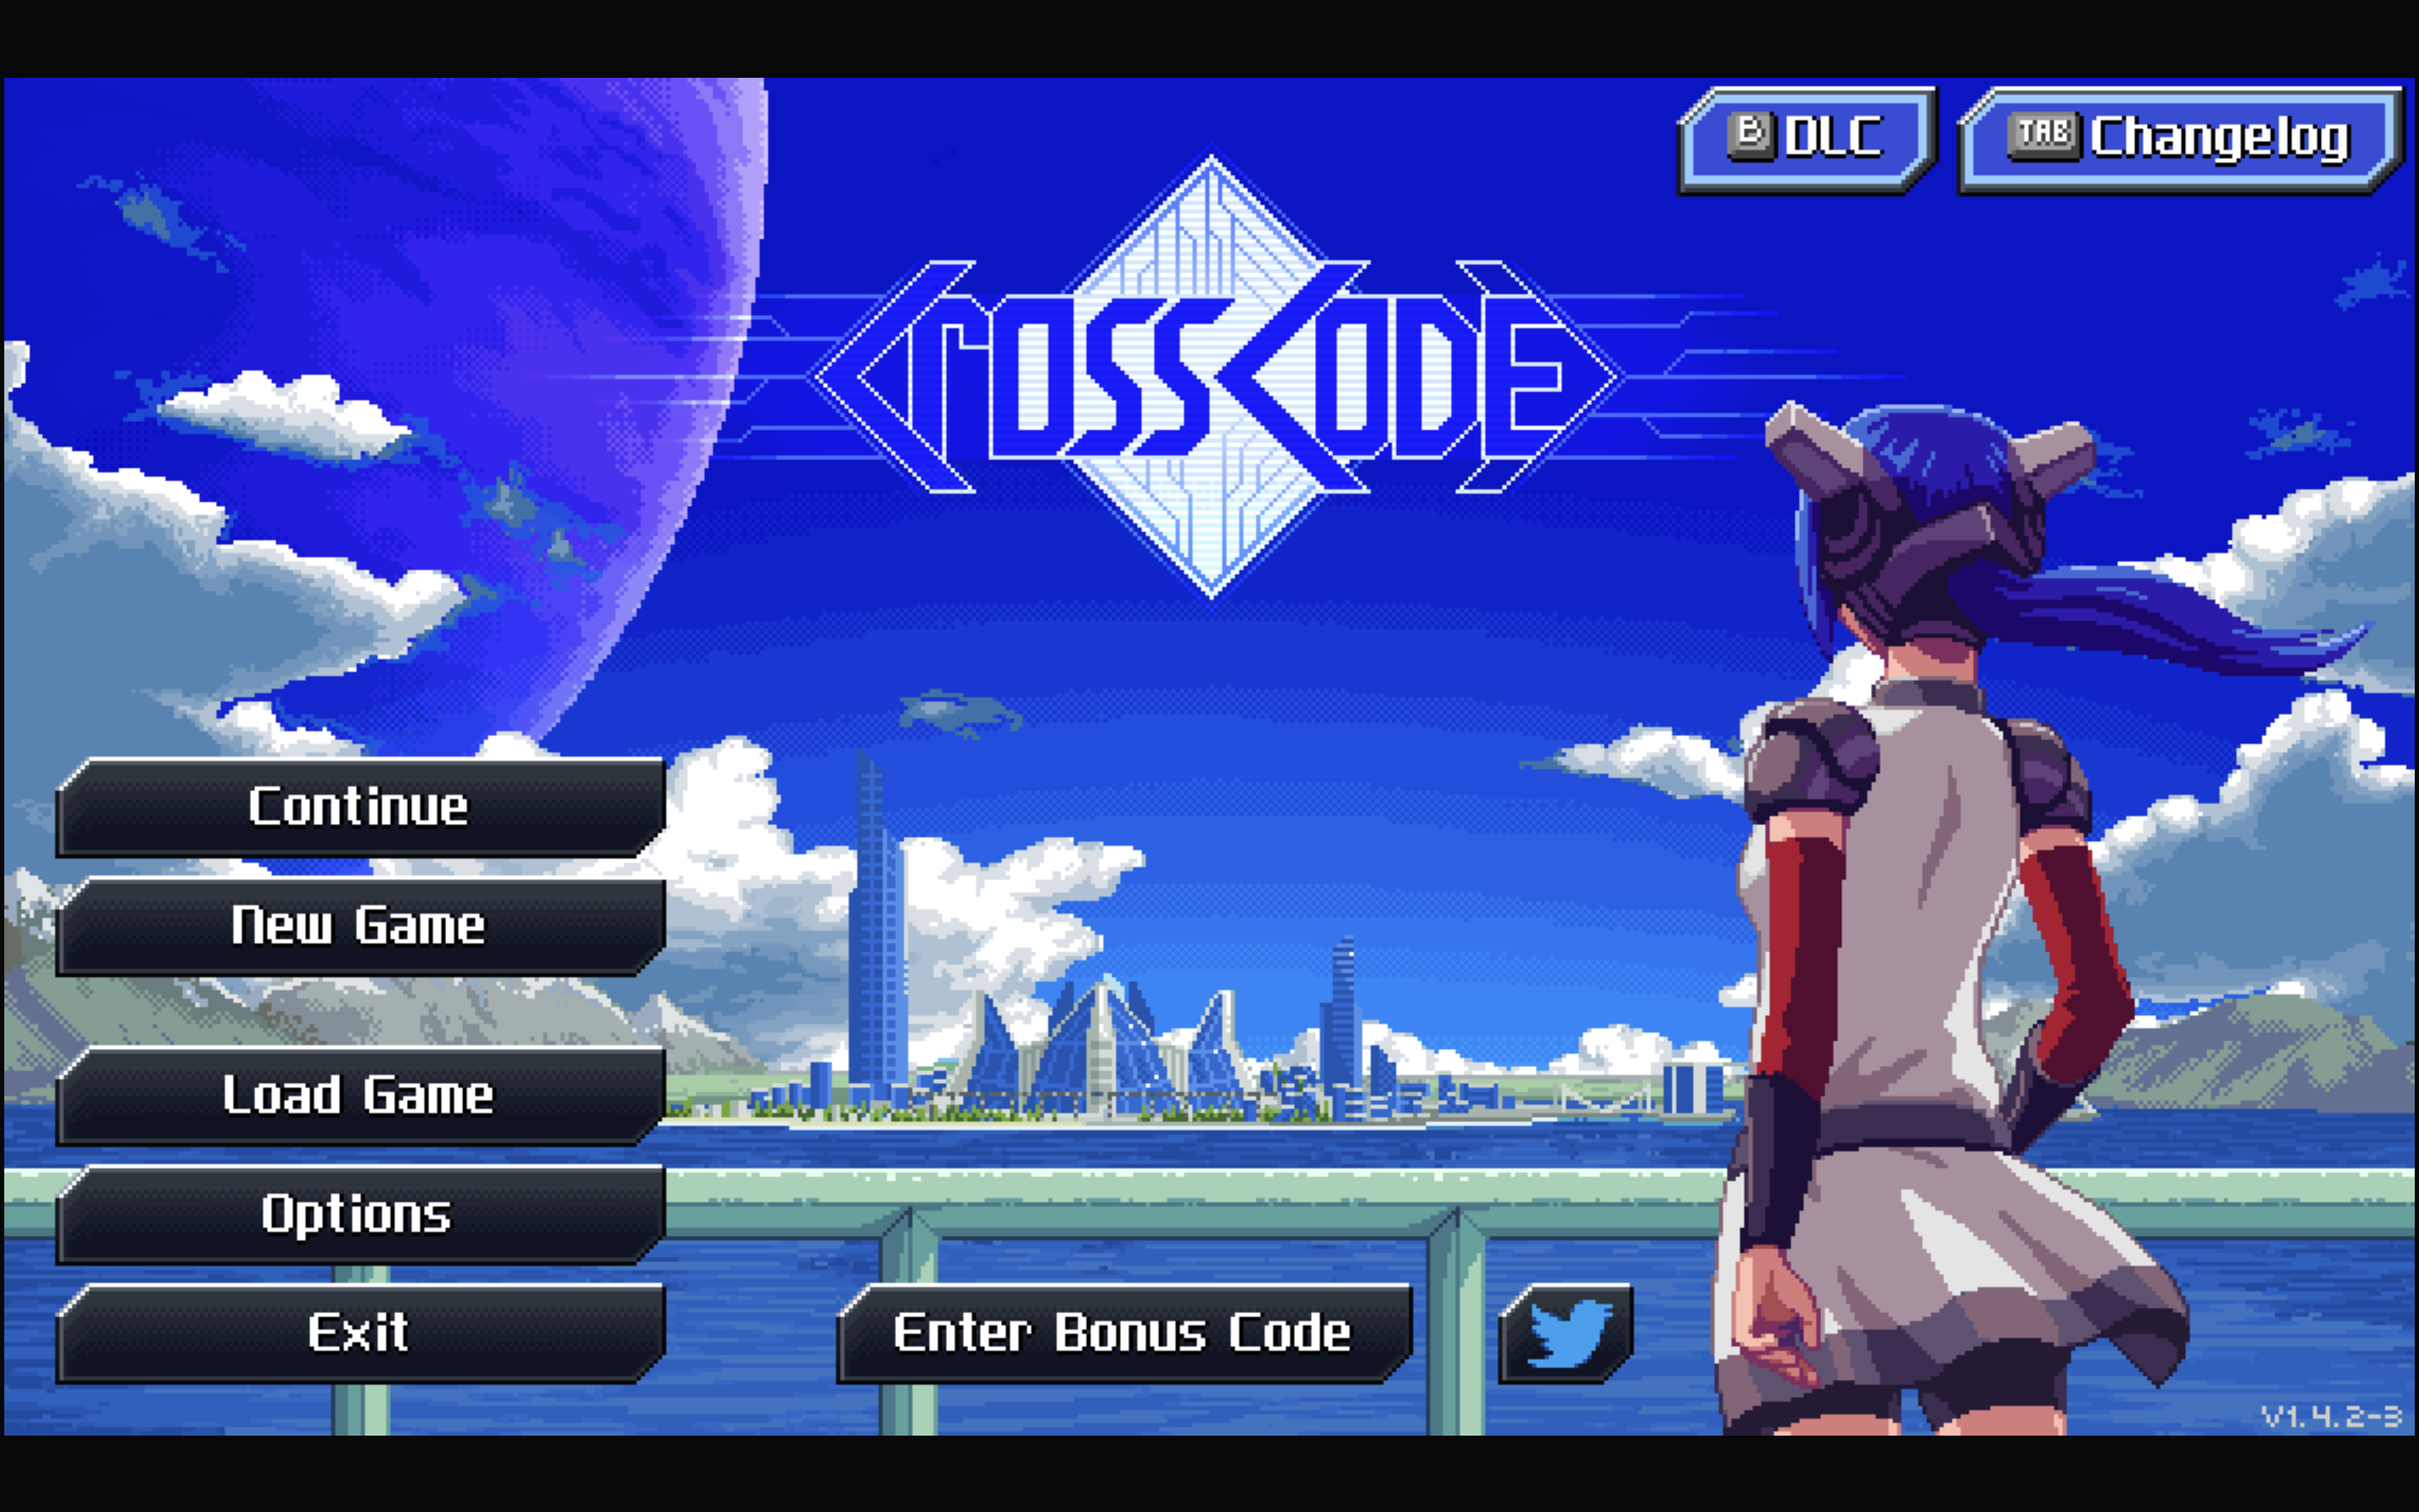 B DLC
TAB Changelog
CrossCode
Continue
New Game
Load Game
Options
Exit
Enter Bonus Code
V1.4.2-3